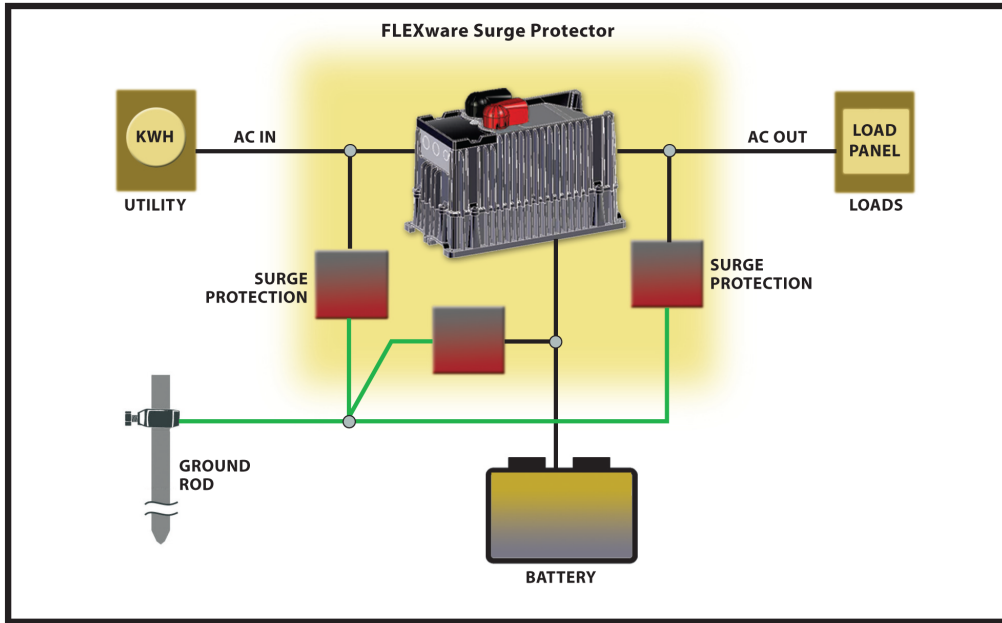 FLEXware Surge Protector
KWH
AC IN
AC OUT
LOAD
PANEL
UTILITY
LOADS
SURGE
PROTECTION
SURGE
PROTECTION
GROUND
ROD
BATTERY